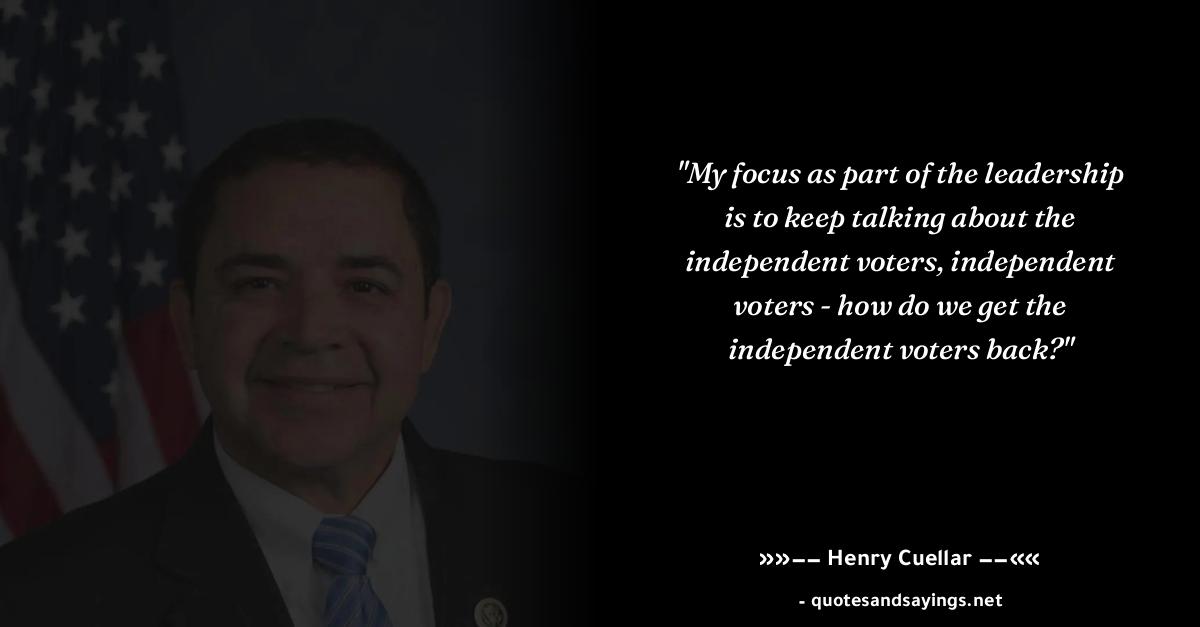 "My focus as part of the leadership
is to keep talking about the
independent voters, independent
voters - how do we get the
independent voters back?"
»»−− Henry Cuellar −−««
- quotesandsayings.net